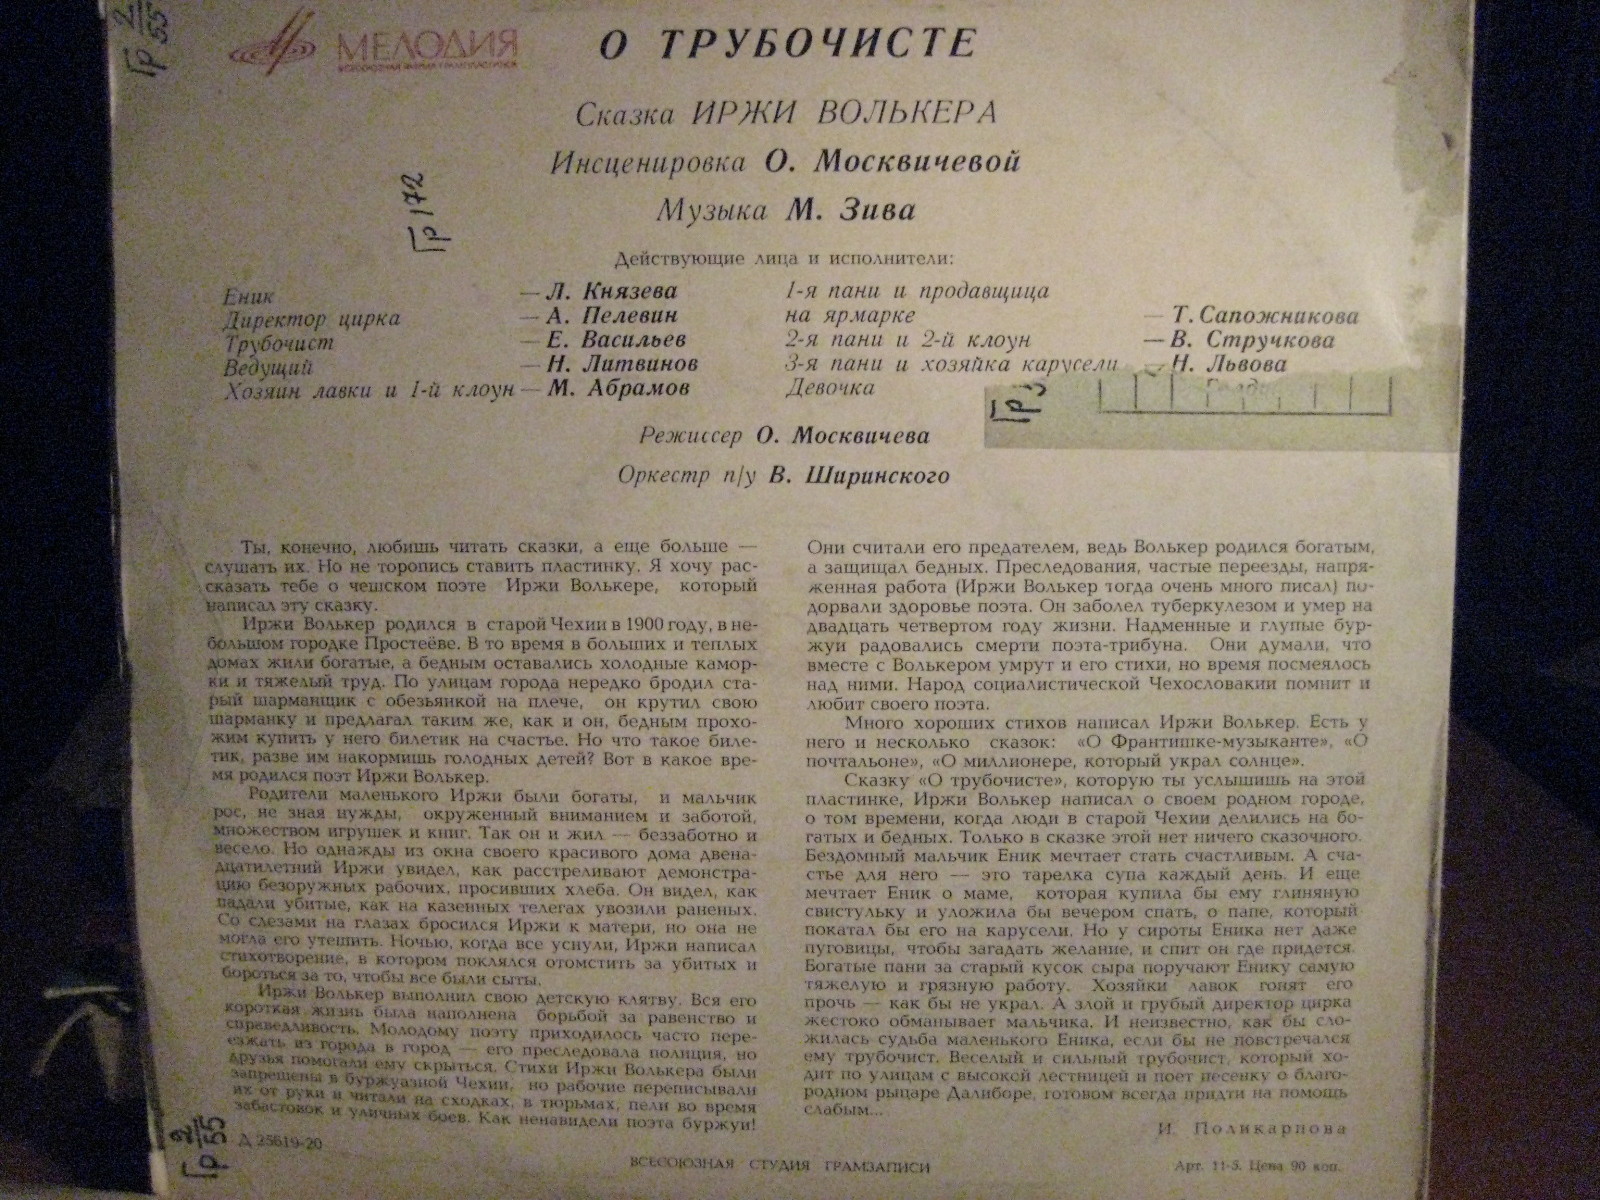 Гр 2/55
МЕЛОДИЯ
ВСЕСОЮЗНАЯ ФИРМА ГРАМПЛАСТИНОК
О ТРУБОЧИСТЕ
Сказка ИРЖИ ВОЛЬКЕРА
Инсценировка О. Москвичевой
Музыка М. Зива
Гр 172
Действующие лица и исполнители:
Еник — Л. Князева
Директор цирка — А. Пелевин
Трубочист — Е. Васильев
Ведущий — Н. Литвинов
Хозяин лавки и 1-й клоун — М. Абрамов
1-я пани и продавщица
на ярмарке — Т. Сапожникова
2-я пани и 2-й клоун — В. Стручкова
3-я пани и хозяйка карусели — Н. Львова
Девочка
Гр
Режиссер О. Москвичева
Оркестр п/у В. Ширинского
Ты, конечно, любишь читать сказки, а еще больше —
слушать их. Но не торопись ставить пластинку. Я хочу рас-
сказать тебе о чешском поэте Иржи Волькере, который
написал эту сказку.
Иржи Волькер родился в старой Чехии в 1900 году, в не-
большом городке Простеёве. В то время в больших и теплых
домах жили богатые, а бедным оставались холодные камор-
ки и тяжелый труд. По улицам города нередко бродил ста-
рый шарманщик с обезьянкой на плече, он крутил свою
шарманку и предлагал таким же, как и он, бедным прохо-
жим купить у него билетик на счастье. Но что такое биле-
тик, разве им накормишь голодных детей? Вот в какое вре-
мя родился поэт Иржи Волькер.
Родители маленького Иржи были богаты, и мальчик
рос, не зная нужды, окруженный вниманием и заботой,
множеством игрушек и книг. Так он и жил — беззаботно и
весело. Но однажды из окна своего красивого дома двена-
дцатилетний Иржи увидел, как расстреливают демонстра-
цию безоружных рабочих, просивших хлеба. Он видел, как
падали убитые, как на казенных телегах увозили раненых.
Со слезами на глазах бросился Иржи к матери, но она не
могла его утешить. Ночью, когда все уснули, Иржи написал
стихотворение, в котором поклялся отомстить за убитых и
бороться за то, чтобы все были сыты.
Иржи Волькер выполнил свою детскую клятву. Вся его
короткая жизнь была наполнена борьбой за равенство и
справедливость. Молодому поэту приходилось часто пере-
езжать из города в город — его преследовала полиция, но
друзья помогали ему скрыться. Стихи Иржи Волькера были
запрещены в буржуазной Чехии, но рабочие переписывали
их от руки и читали на сходках, в тюрьмах, пели во время
забастовок и уличных боев. Как ненавидели поэта буржуи!
Они считали его предателем, ведь Волькер родился богатым,
а защищал бедных. Преследования, частые переезды, напря-
женная работа (Иржи Волькер тогда очень много писал) по-
дорвали здоровье поэта. Он заболел туберкулезом и умер на
двадцать четвертом году жизни. Надменные и глупые бур-
жуи радовались смерти поэта-трибуна. Они думали, что
вместе с Волькером умрут и его стихи, но время посмеялось
над ними. Народ социалистической Чехословакии помнит и
любит своего поэта.
Много хороших стихов написал Иржи Волькер. Есть у
него и несколько сказок: «О Франтишке-музыканте», «О
почтальоне», «О миллионере, который украл солнце».
Сказку «О трубочисте», которую ты услышишь на этой
пластинке, Иржи Волькер написал о своем родном городе,
о том времени, когда люди в старой Чехии делились на бо-
гатых и бедных. Только в сказке этой нет ничего сказочного.
Бездомный мальчик Еник мечтает стать счастливым. А сча-
стье для него — это тарелка супа каждый день. И еще
мечтает Еник о маме, которая купила бы ему глиняную
свистульку и уложила бы вечером спать, о папе, который
покатал бы его на карусели. Но у сироты Еника нет даже
пуговицы, чтобы загадать желание, и спит он где придется.
Богатые пани за старый кусок сыра поручают Енику самую
тяжелую и грязную работу. Хозяйки лавок гонят его
прочь — как бы не украл. А злой и грубый директор цирка
жестоко обманывает мальчика. И неизвестно, как бы сло-
жилась судьба маленького Еника, если бы не повстречался
ему трубочист. Веселый и сильный трубочист, который хо-
дит по улицам с высокой лестницей и поет песенку о благо-
родном рыцаре Далиборе, готовом всегда придти на помощь
слабым...
И. Поликарпова
Гр 2/55
Д 25619-20
ВСЕСОЮЗНАЯ СТУДИЯ ГРАМЗАПИСИ
Арт. 11-5. Цена 90 коп.